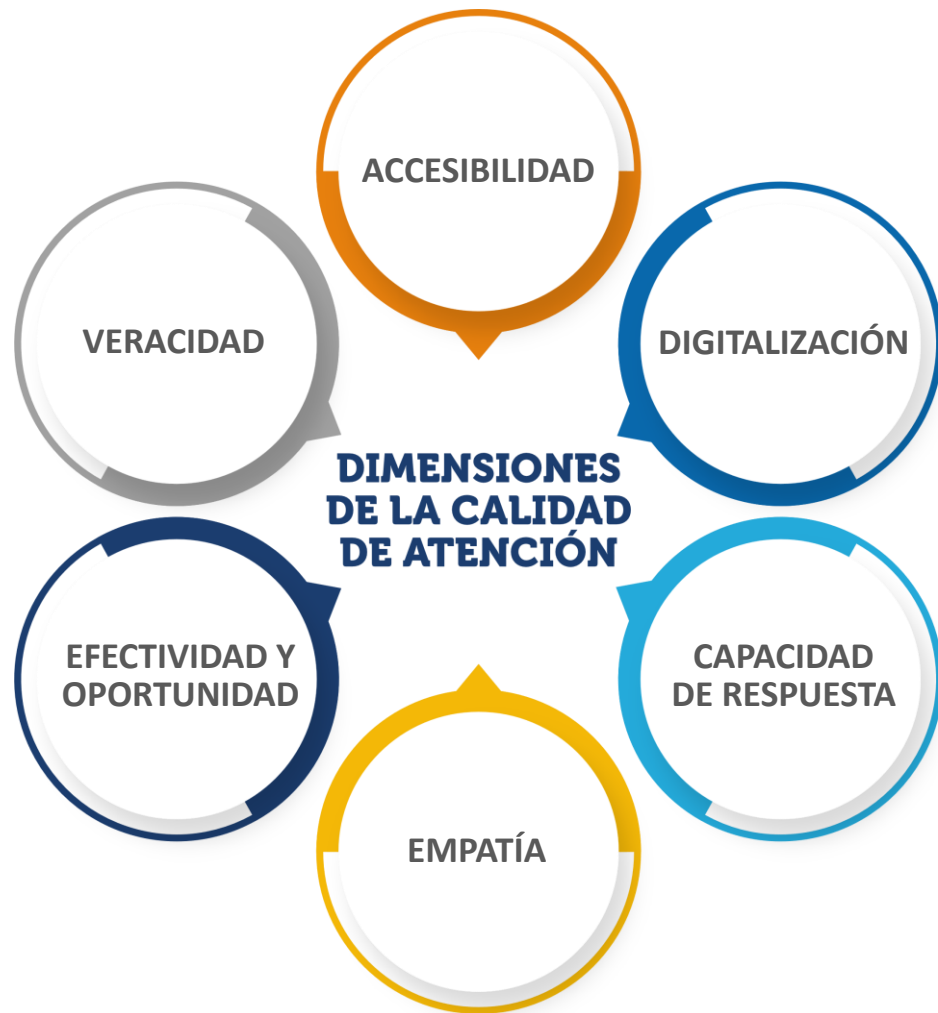 ACCESIBILIDAD
VERACIDAD
DIGITALIZACIÓN
DIMENSIONES
DE LA CALIDAD
DE ATENCIÓN
EFECTIVIDAD Y
OPORTUNIDAD
CAPACIDAD
DE RESPUESTA
EMPATÍA